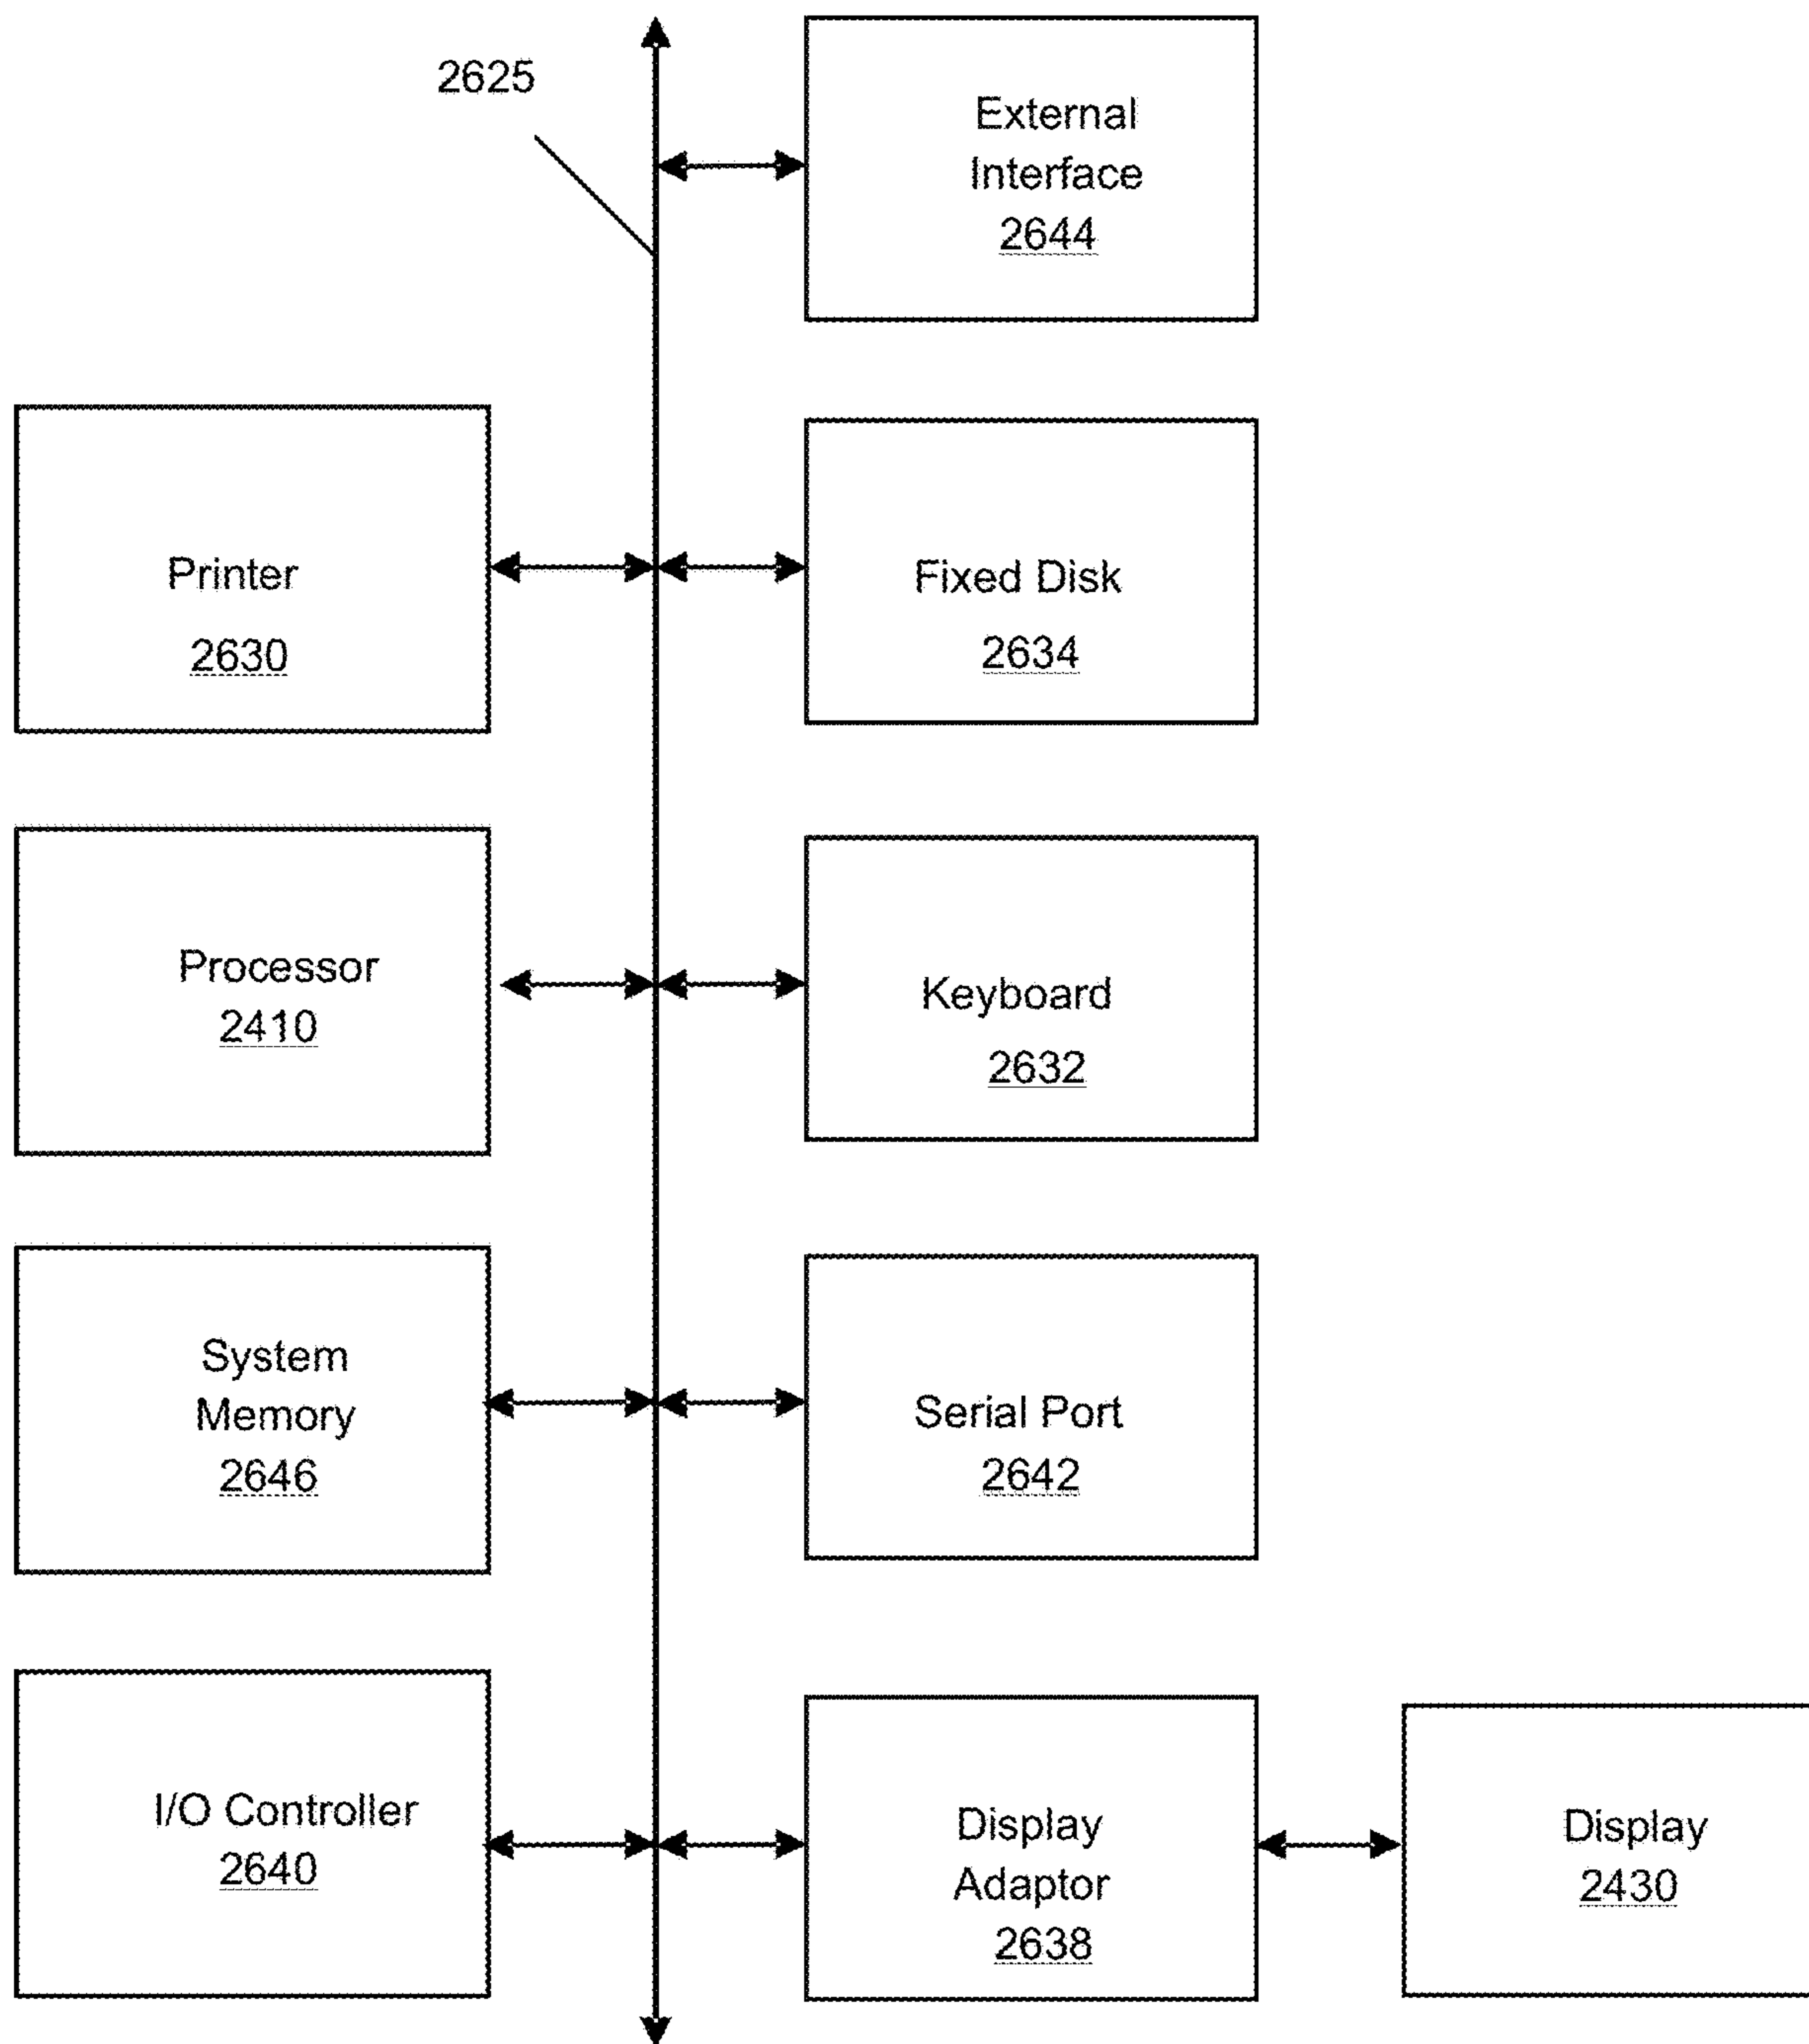 2625
External
Interface
2644
Printer
2630
Fixed Disk
2634
Processor
2410
Keyboard
2632
System
Memory
2646
Serial Port
2642
I/O Controller
2640
Display
Adaptor
2638
Display
2430